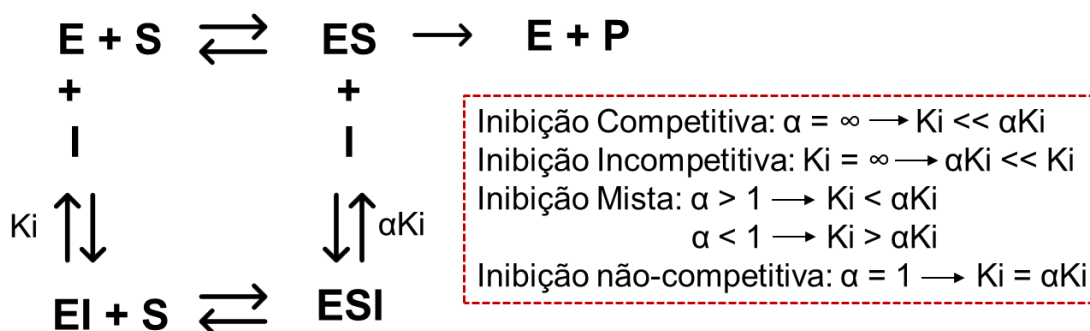 E + S ES E + P
+ +
I I
Inibição Competitiva: α = ∞ → Ki << αKi
Inibição Incompetitiva: Ki = ∞ → αKi << Ki
Inibição Mista: α > 1 → Ki < αKi
α < 1 → Ki > αKi
Inibição não-competitiva: α = 1 → Ki = αKi
Ki αKi
EI + S ESI